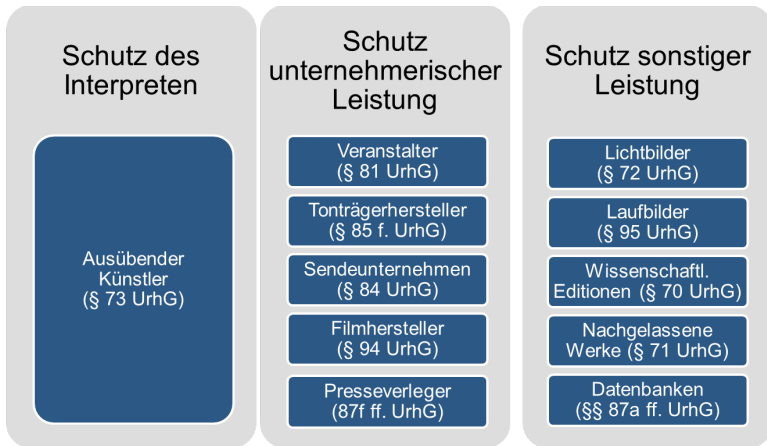 Schutz des
Interpreten
Ausübender
Künstler
(§ 73 UrhG)
Schutz
unternehmerischer
Leistung
Veranstalter
(§ 81 UrhG)
Tonträgerhersteller
(§ 85 f. UrhG)
Sendeunternehmen
(§ 84 UrhG)
Filmhersteller
(§ 94 UrhG)
Presseverleger
(87f ff. UrhG)
Schutz sonstiger
Leistung
Lichtbilder
(§ 72 UrhG)
Laufbilder
(§ 95 UrhG)
Wissenschaftl.
Editionen (§ 70 UrhG)
Nachgelassene
Werke (§ 71 UrhG)
Datenbanken
(§§ 87a ff. UrhG)